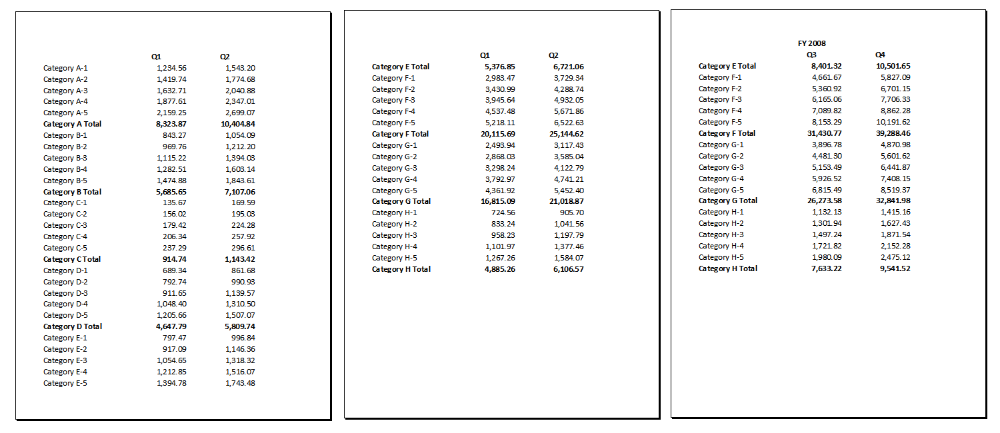 Q1 Q2
Category A-1 1,234.56 1,543.20
Category A-2 1,419.74 1,774.68
Category A-3 1,632.71 2,040.88
Category A-4 1,877.61 2,347.01
Category A-5 2,159.25 2,699.07
Category A Total 8,323.87 10,404.84
Category B-1 843.27 1,054.09
Category B-2 969.76 1,212.20
Category B-3 1,115.22 1,394.03
Category B-4 1,282.51 1,603.14
Category B-5 1,474.88 1,843.61
Category B Total 5,685.65 7,107.06
Category C-1 135.67 169.59
Category C-2 156.02 195.03
Category C-3 179.42 224.28
Category C-4 206.34 257.92
Category C-5 237.29 296.61
Category C Total 914.74 1,143.42
Category D-1 689.34 861.68
Category D-2 792.74 990.93
Category D-3 911.65 1,139.57
Category D-4 1,048.40 1,310.50
Category D-5 1,205.66 1,507.07
Category D Total 4,647.79 5,809.74
Category E-1 797.47 996.84
Category E-2 917.09 1,146.36
Category E-3 1,054.65 1,318.32
Category E-4 1,212.85 1,516.07
Category E-5 1,394.78 1,743.48
Q1 Q2
Category E Total 5,376.85 6,721.06
Category F-1 2,983.47 3,729.34
Category F-2 3,430.99 4,288.74
Category F-3 3,945.64 4,932.05
Category F-4 4,537.48 5,671.86
Category F-5 5,218.11 6,522.63
Category F Total 20,115.69 25,144.62
Category G-1 2,493.94 3,117.43
Category G-2 2,868.03 3,585.04
Category G-3 3,298.24 4,122.79
Category G-4 3,792.97 4,741.21
Category G-5 4,361.92 5,452.40
Category G Total 16,815.09 21,018.87
Category H-1 724.56 905.70
Category H-2 833.24 1,041.56
Category H-3 958.23 1,197.79
Category H-4 1,101.97 1,377.46
Category H-5 1,267.26 1,584.07
Category H Total 4,885.26 6,106.57
FY 2008
Q3 Q4
Category E Total 8,401.32 10,501.65
Category F-1 4,661.67 5,827.09
Category F-2 5,360.92 6,701.15
Category F-3 6,165.06 7,706.33
Category F-4 7,089.82 8,862.28
Category F-5 8,153.29 10,191.62
Category F Total 31,430.77 39,288.46
Category G-1 3,896.78 4,870.98
Category G-2 4,481.30 5,601.62
Category G-3 5,153.49 6,441.87
Category G-4 5,926.52 7,408.15
Category G-5 6,815.49 8,519.37
Category G Total 26,273.58 32,841.98
Category H-1 1,132.13 1,415.16
Category H-2 1,301.94 1,627.43
Category H-3 1,497.24 1,871.54
Category H-4 1,721.82 2,152.28
Category H-5 1,980.09 2,475.12
Category H Total 7,633.22 9,541.52